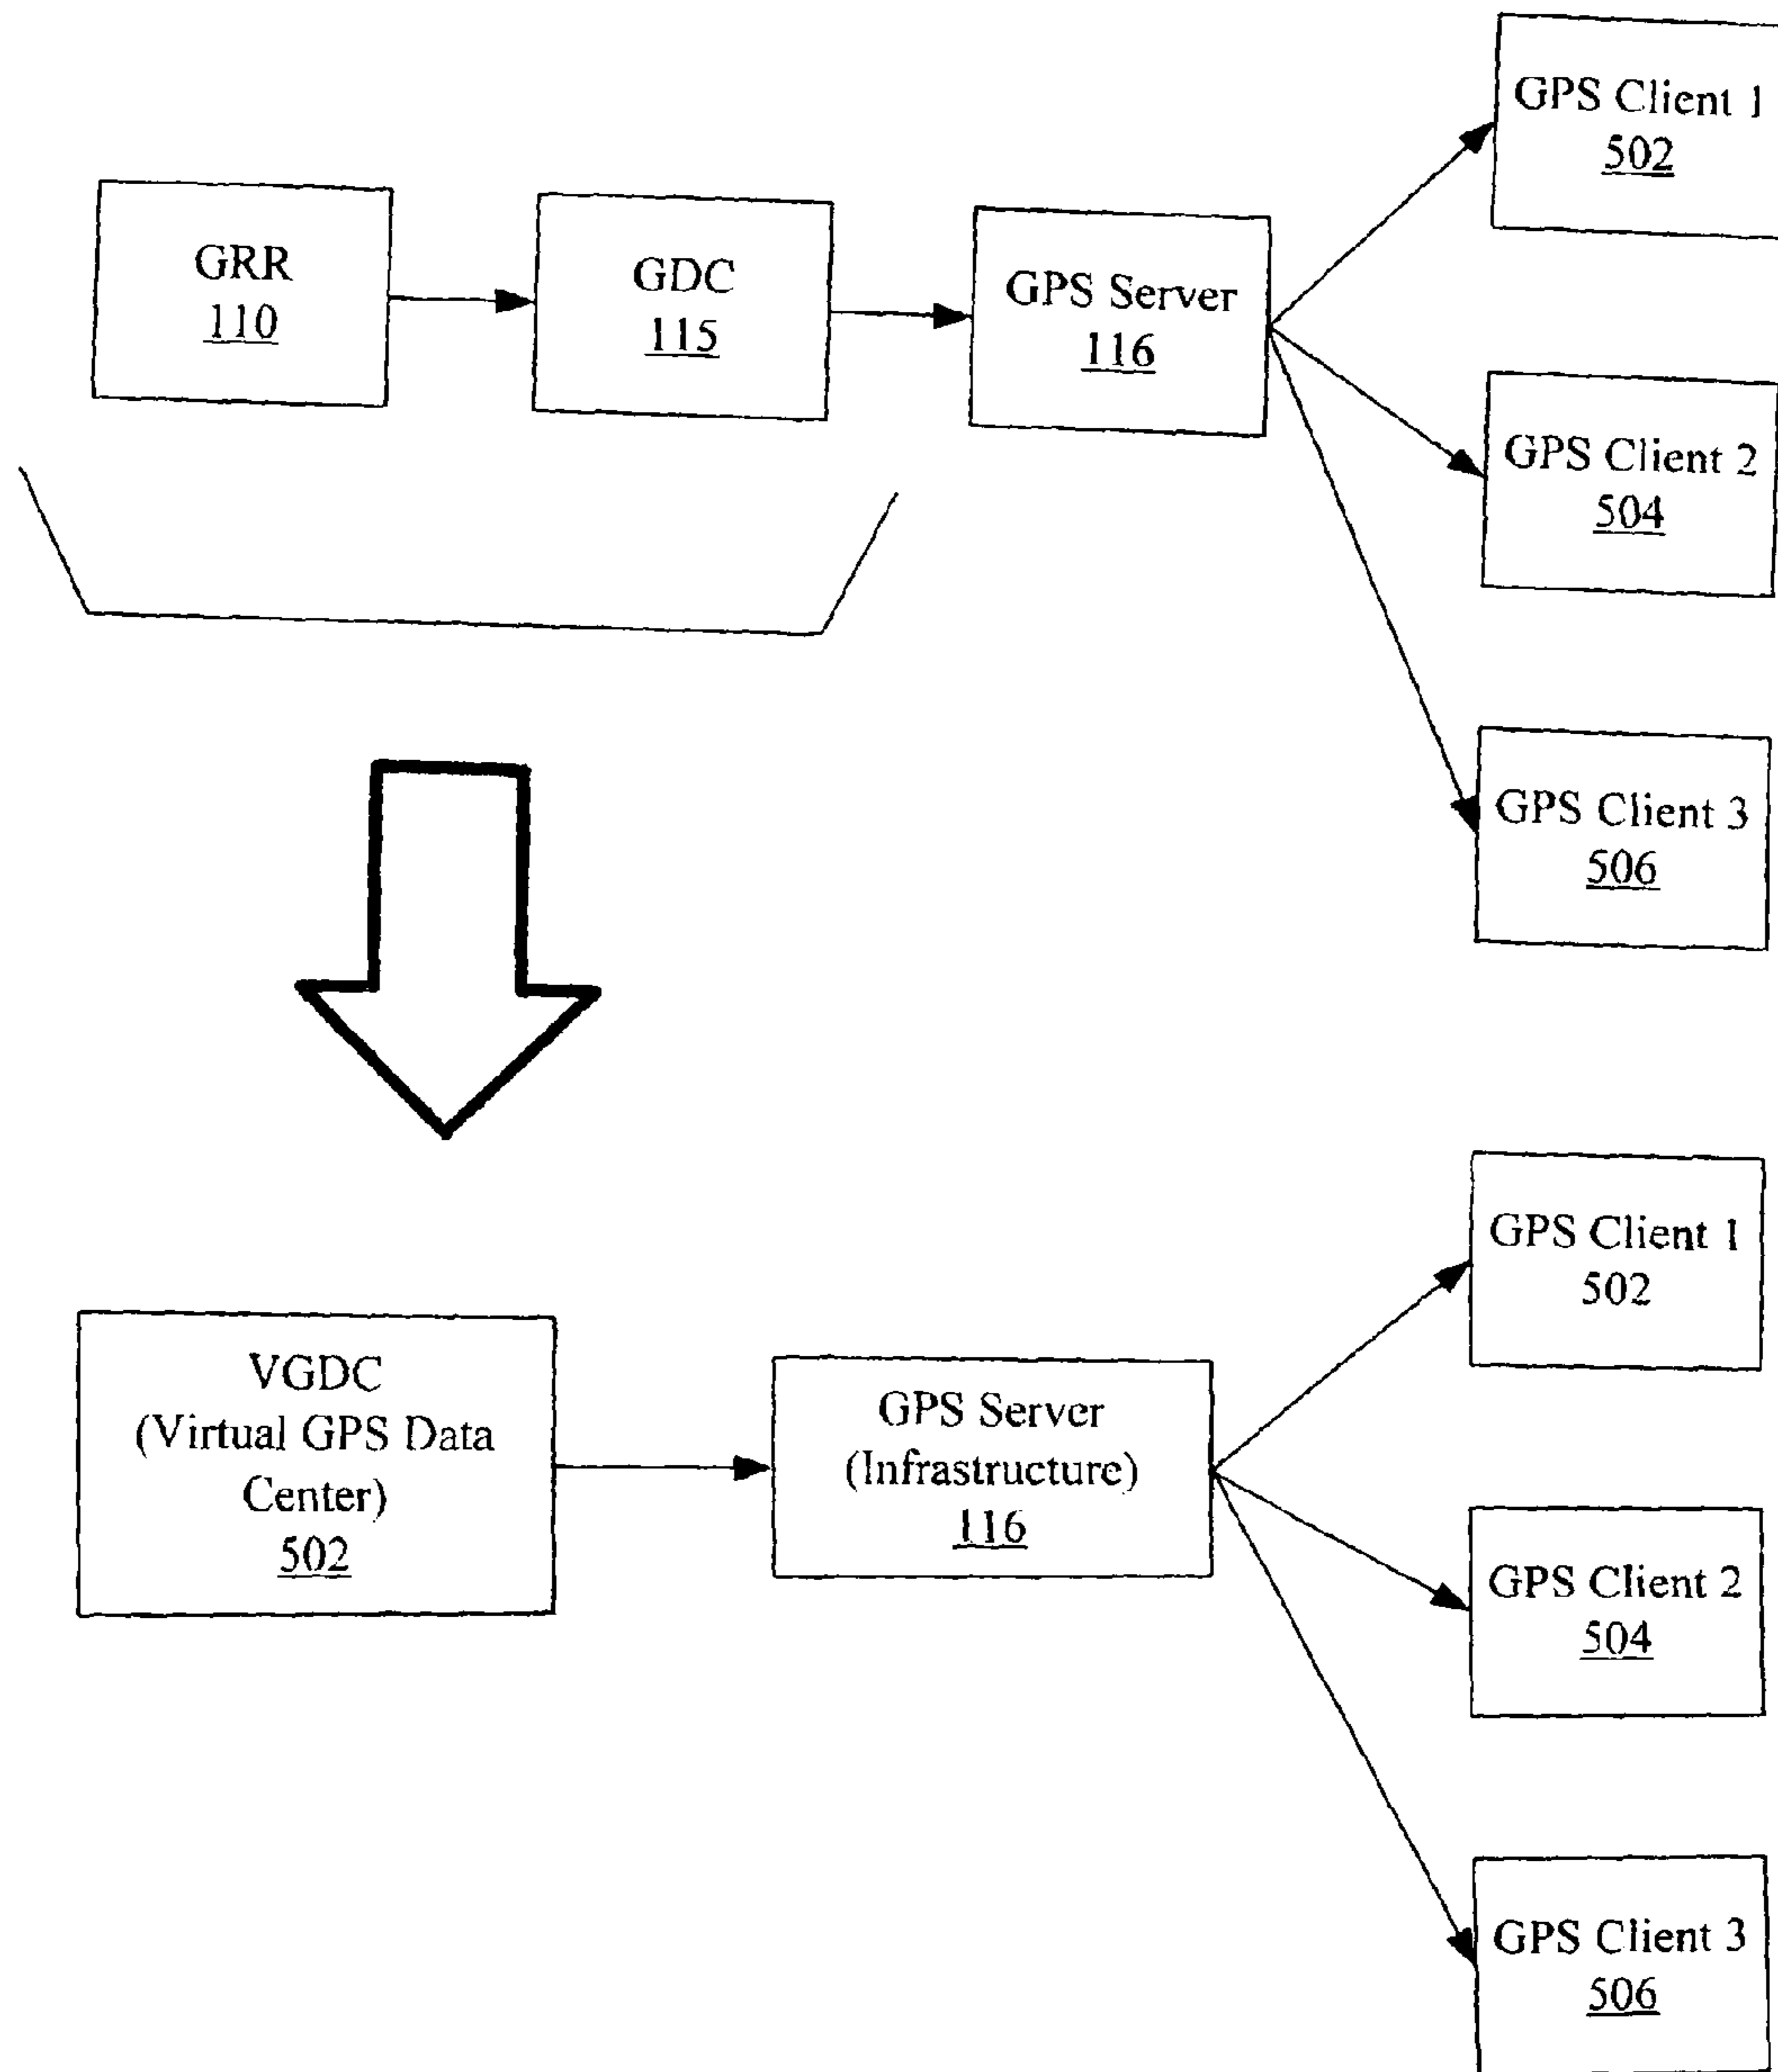 GPS Client 1
502
GRR
110
GDC
115
GPS Server
116
GPS Client 2
504
GPS Client 3
506
GPS Client 1
502
VGDC
(Virtual GPS Data
Center)
502
GPS Server
(Infrastructure)
116
GPS Client 2
504
GPS Client 3
506